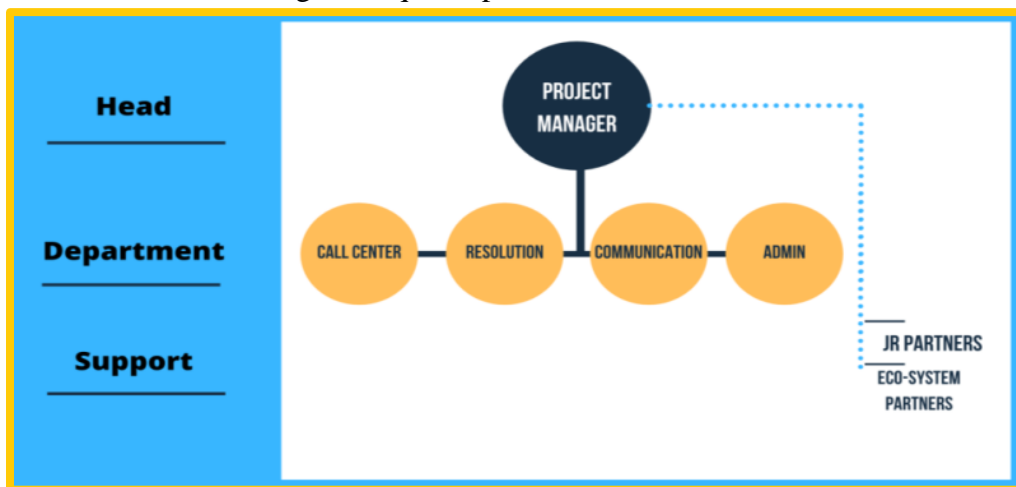 Head
PROJECT
MANAGER
Department
CALL CENTER
RESOLUTION
COMMUNICATION
ADMIN
Support
JR PARTNERS
ECO-SYSTEM
PARTNERS